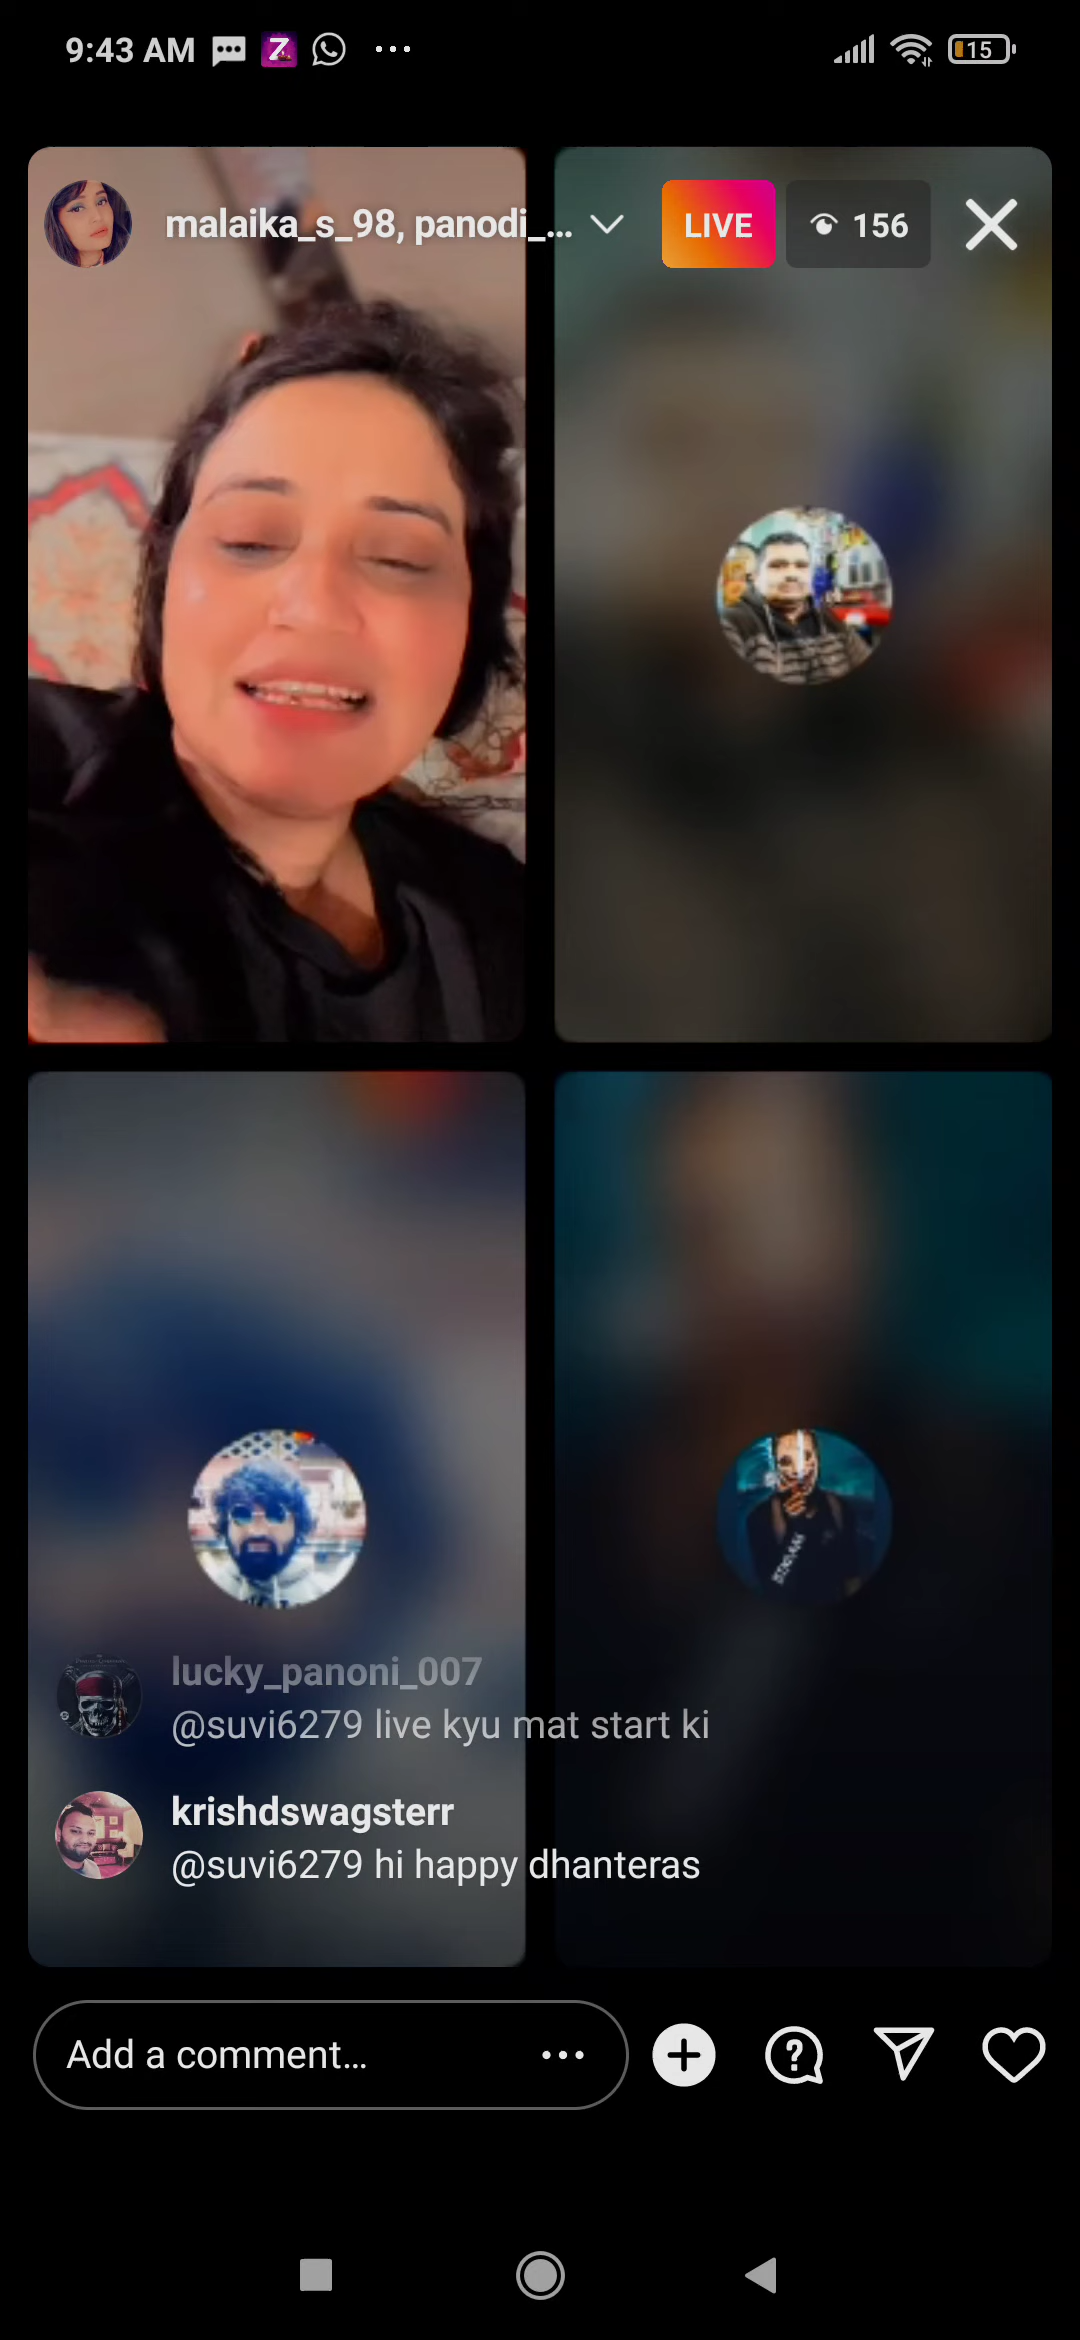 9:43 AM
15
malaika_s_98, panodi_...
LIVE
156
lucky_panoni_007
@suvi6279 live kyu mat start ki
krishdswagsterr
@suvi6279 hi happy dhanteras
Add a comment...